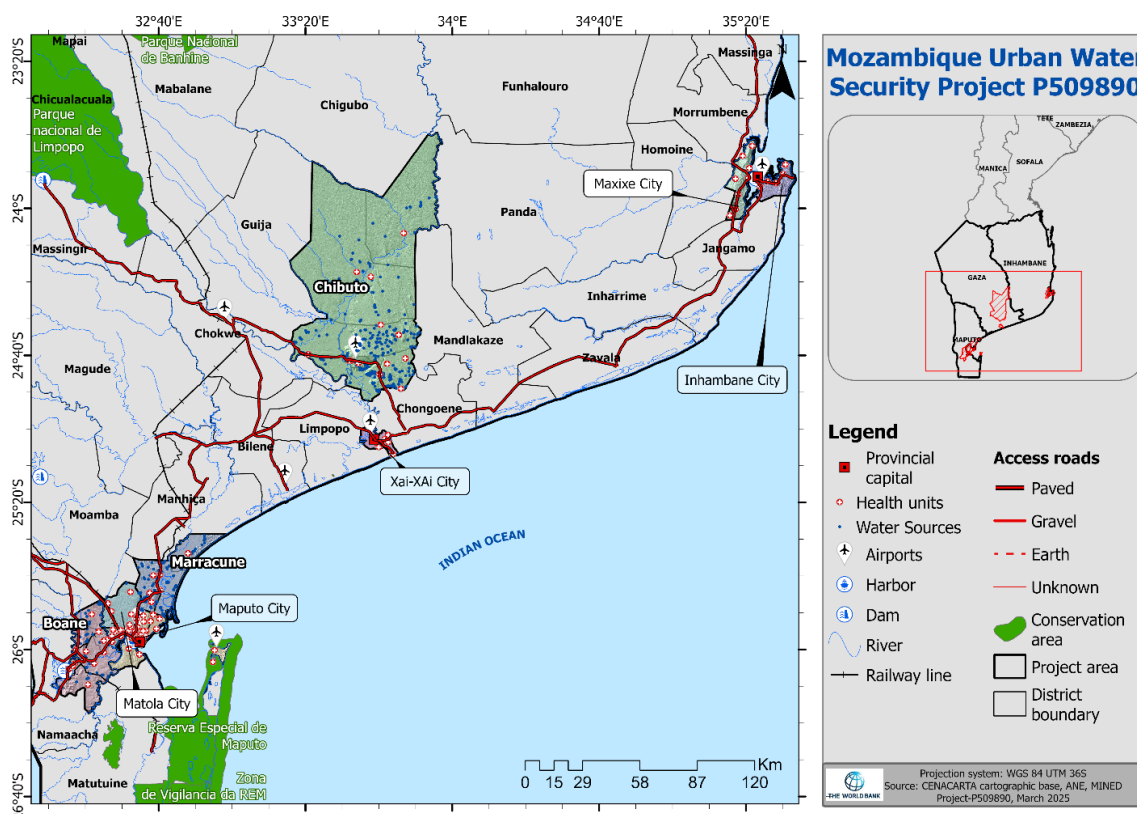 32°40'E
33°20'E
34°E
34°40'E
35°20'E
23°20'S
24°S
24°40'S
25°20'S
26°S
6°40'S
Mapai
Parque Nacional
de Banhine
Massinga
N
Mabalane
Chicualacuala
Chigubo
Funhalouro
Morrumbene
Parque
nacional de
Limpopo
Homoine
Maxixe City
Guija
Panda
Massingir
Jangamo
Chibuto
Inharrime
Chokwe
Mandlakaze
Zavala
Magude
Inhambane City
Chongoene
Limpopo
Bilene
Xai-XAi City
Manhiça
Moamba
INDIAN OCEAN
Marracune
Maputo City
Boane
Matola City
Namaacha
Reserva Especial de
Maputo
Matutuine
Zona
de Vigilancia da REM
Km
0 15 29 58 87 120
Mozambique Urban Water
Security Project P509890
TETE
ZAMBEZIA
SOFALA
MANICA
INHAMBANE
GAZA
MAPUTO
Legend
Provincial
capital
Health units
Water Sources
Airports
Harbor
Dam
River
Railway line
Access roads
Paved
Gravel
Earth
Unknown
Conservation
area
Project area
District
boundary
THE WORLD BANK
Projection system: WGS 84 UTM 36S
Source: CENACARTA cartographic base, ANE, MINED
Project-P509890, March 2025